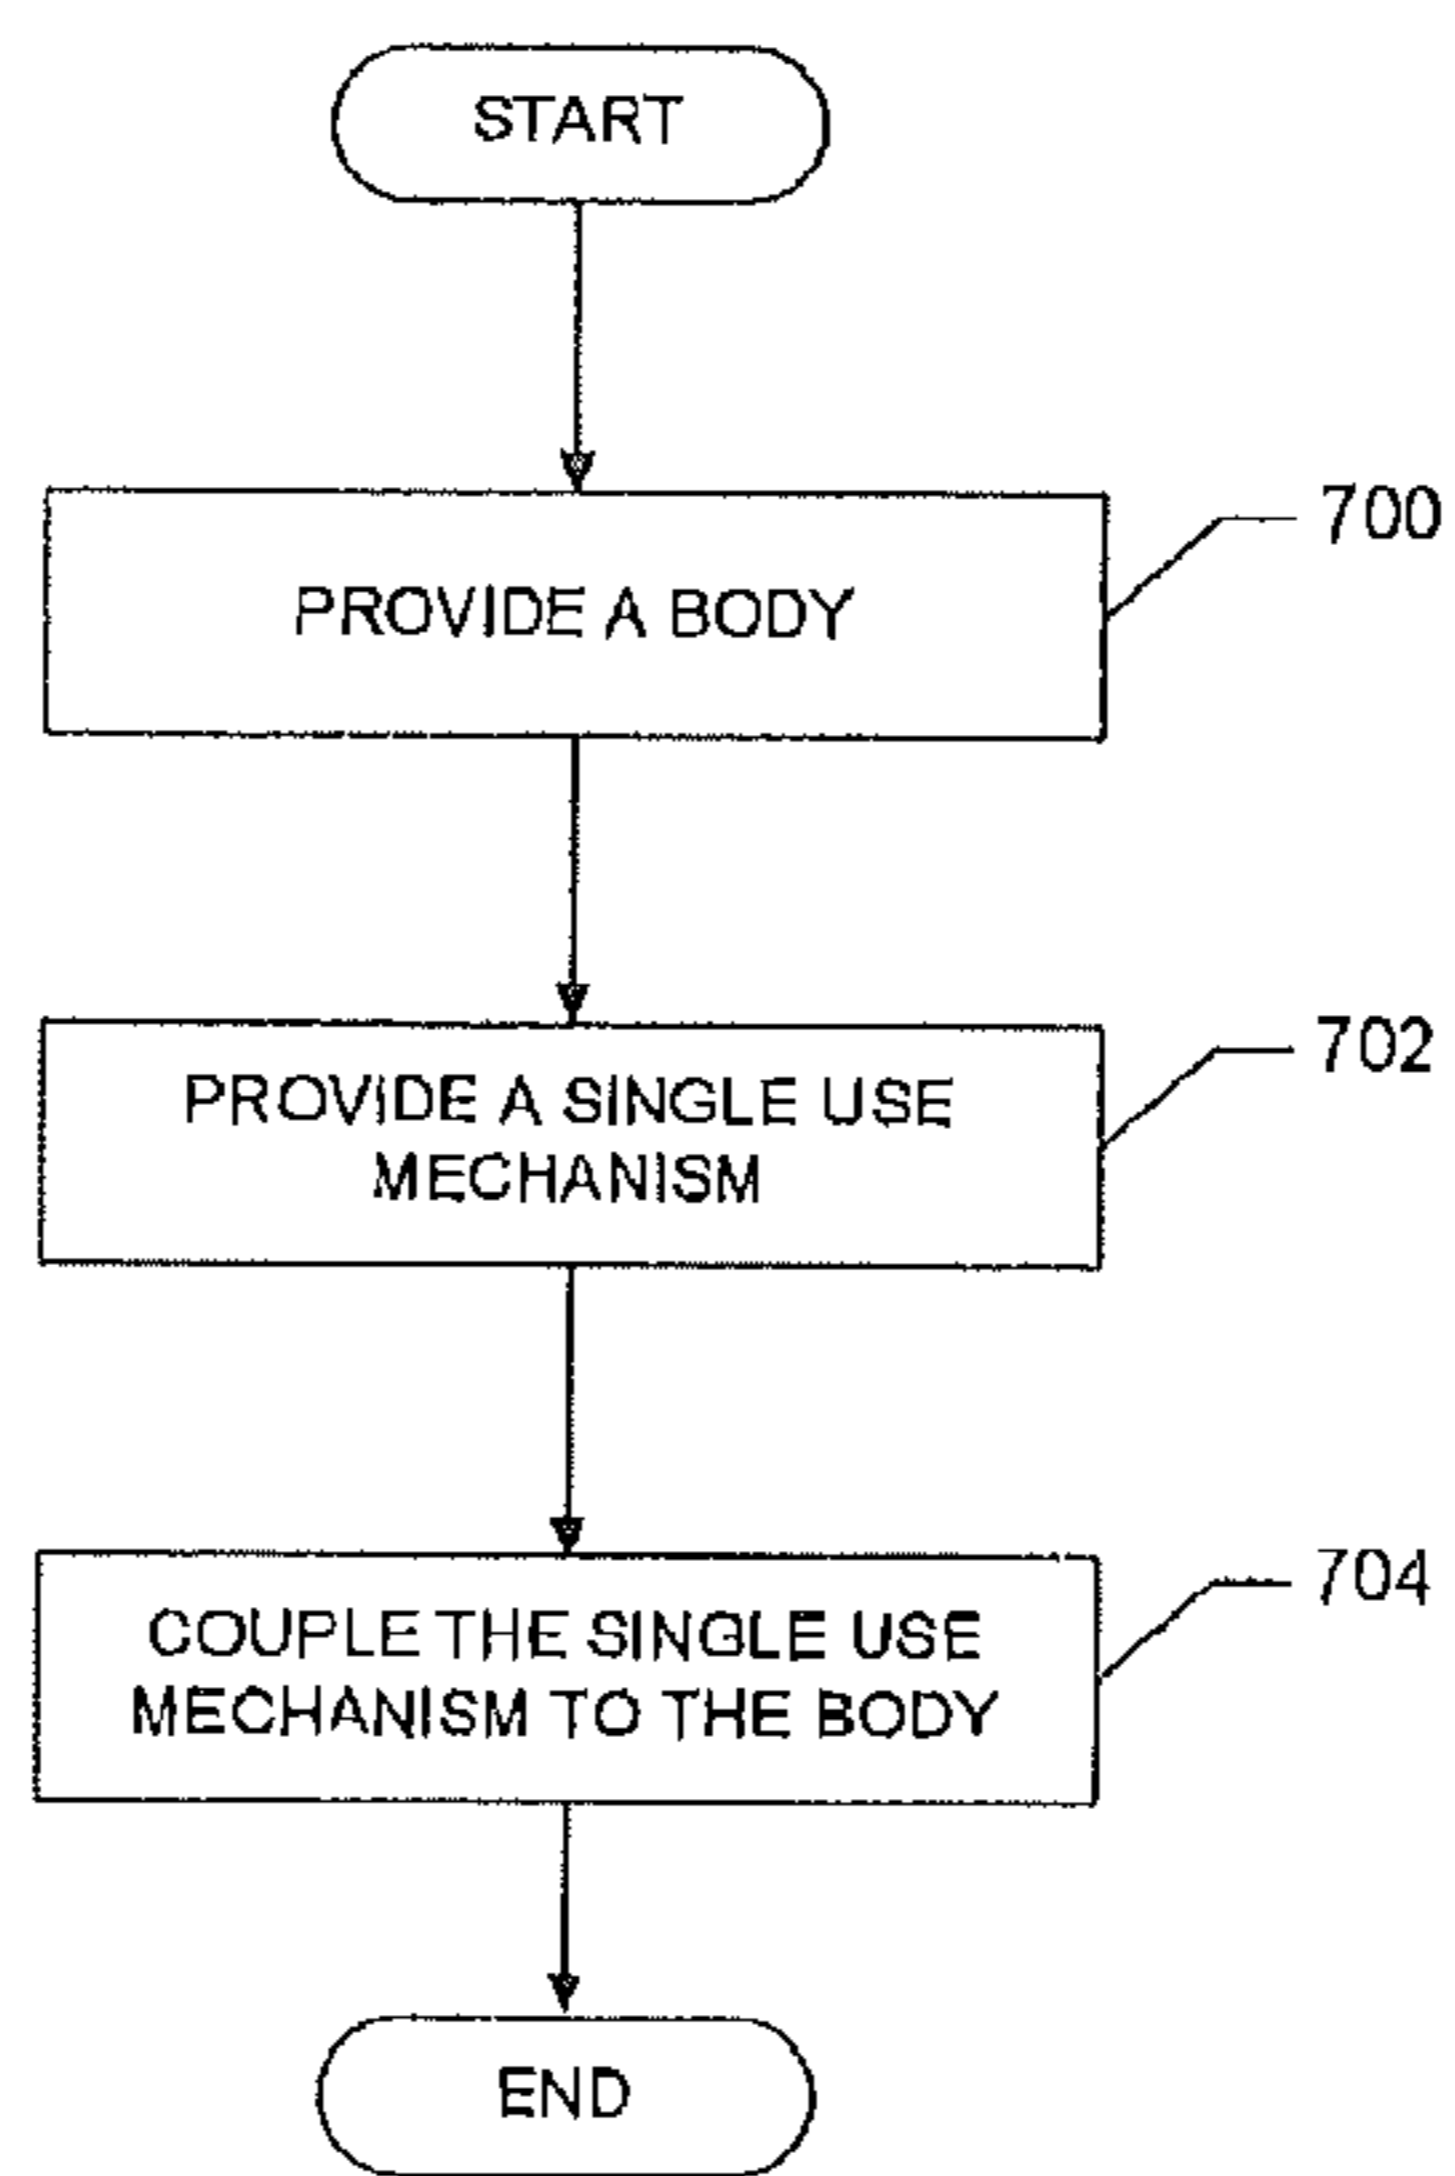 START
PROVIDE A BODY
700
PROVIDE A SINGLE USE
MECHANISM
702
COUPLE THE SINGLE USE
MECHANISM TO THE BODY
704
END